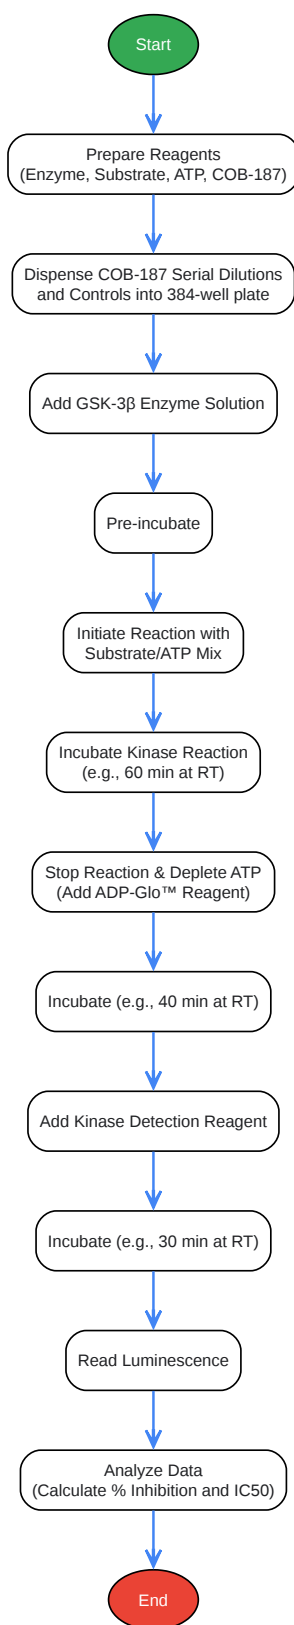 Start
Prepare Reagents
(Enzyme, Substrate, ATP, COB-187)
Dispense COB-187 Serial Dilutions
and Controls into 384-well plate
Add GSK-3β Enzyme Solution
Pre-incubate
Initiate Reaction with
Substrate/ATP Mix
Incubate Kinase Reaction
(e.g., 60 min at RT)
Stop Reaction & Deplete ATP
(Add ADP-Glo™ Reagent)
Incubate (e.g., 40 min at RT)
Add Kinase Detection Reagent
Incubate (e.g., 30 min at RT)
Read Luminescence
Analyze Data
(Calculate % Inhibition and IC50)
End